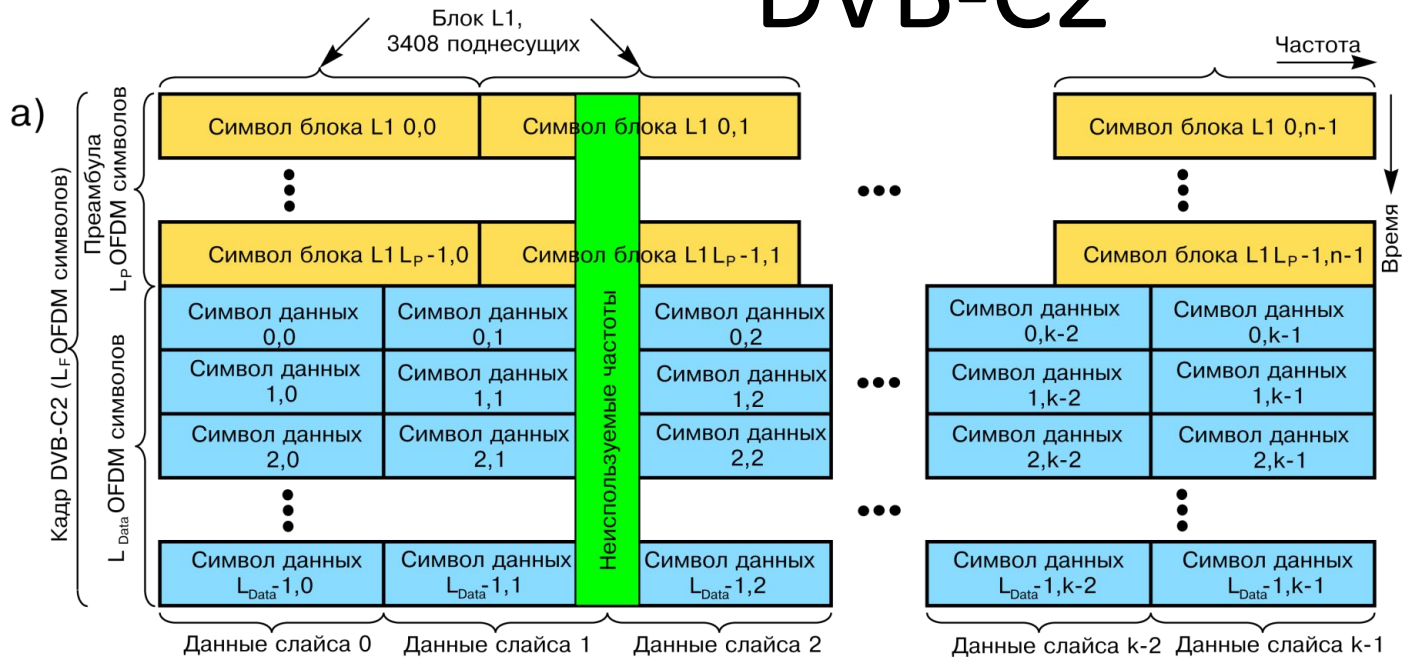 DVB-C2
Блок L1,
3408 поднесущих
Частота
а)
Время
Кадр DVB-C2 (LF OFDM символов)
Преамбула
LP OFDM символов
LData OFDM символов
Символ блока L1 0,0
Символ блока L1 0,1
Символ блока L1 0,n-1
Символ блока L1 LP-1,0
Символ блока L1 LP-1,1
Символ блока L1 LP-1,n-1
Неиспользуемые частоты
Символ данных
0,0
Символ данных
0,1
Символ данных
0,2
Символ данных
0,k-2
Символ данных
0,k-1
Символ данных
1,0
Символ данных
1,1
Символ данных
1,2
Символ данных
1,k-2
Символ данных
1,k-1
Символ данных
2,0
Символ данных
2,1
Символ данных
2,2
Символ данных
2,k-2
Символ данных
2,k-1
Символ данных
LData-1,0
Символ данных
LData-1,1
Символ данных
LData-1,2
Символ данных
LData-1,k-2
Символ данных
LData-1,k-1
Данные слайса 0
Данные слайса 1
Данные слайса 2
Данные слайса k-2
Данные слайса k-1